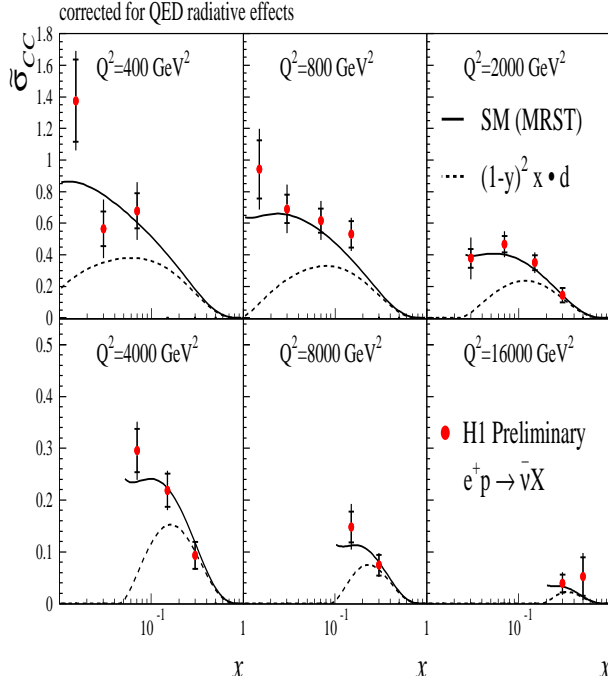 corrected for QED radiative effects
σ̃CC
Q²=400 GeV²
Q²=800 GeV²
Q²=2000 GeV²
SM (MRST)
(1-y)² x • d
1.8
1.6
1.4
1.2
1
0.8
0.6
0.4
0.2
0
Q²=4000 GeV²
Q²=8000 GeV²
Q²=16000 GeV²
H1 Preliminary
e⁺p → ν̄X
0.5
0.4
0.3
0.2
0.1
0
10⁻¹ 1 10⁻¹ 1 10⁻¹
x x x